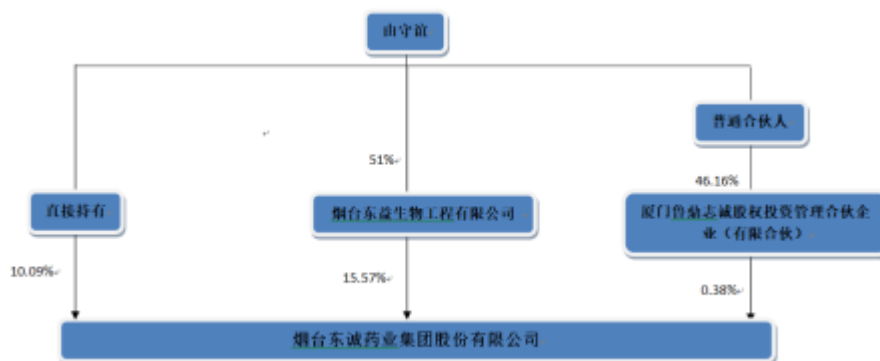 由守谊
普通合伙人
51%
46.16%
直接持有
烟台东益生物工程有限公司
厦门鲁鼎志诚股权投资管理合伙企
业（有限合伙）
10.09%
15.57%
0.38%
烟台东诚药业集团股份有限公司